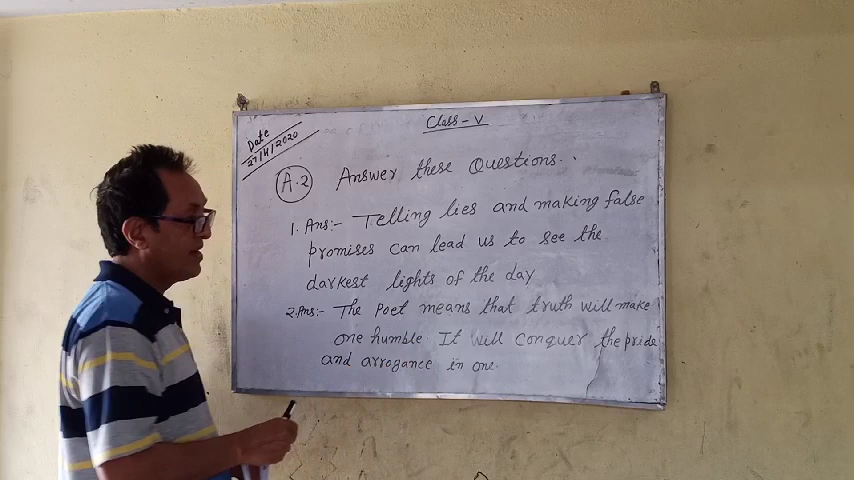 Class - V
Date
21/4/2020
A.2 Answer these Questions.
1. Ans:- Telling lies and making false
promises can lead us to see the
darkest lights of the day
2. Ans:- The Poet means that truth will make
one humble It will conquer the pride
and arrogance in one.